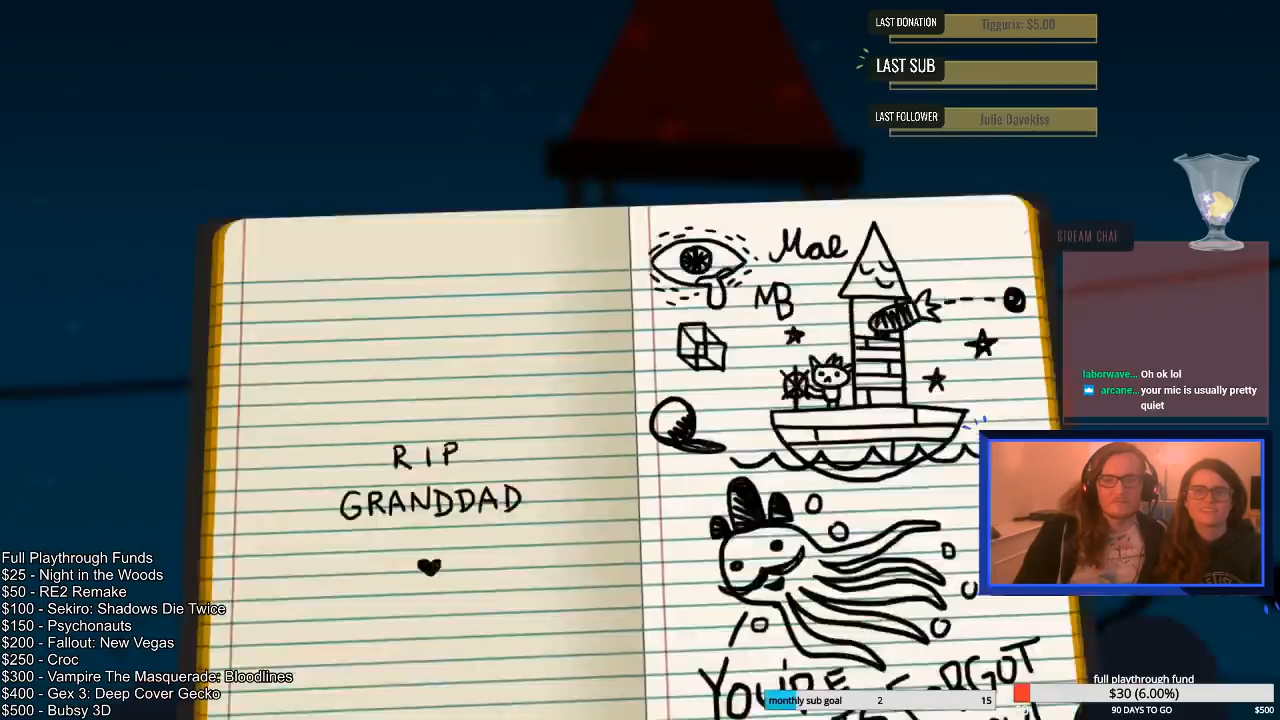 LAST DONATION
Tiggurix: $5.00
LAST SUB
LAST FOLLOWER
Julie Davekiss
STREAM CHAT
laborwave… Oh ok lol
arcane… your mic is usually pretty
quiet
Mae
MB
RIP
GRANDDAD
YOU'RE
Full Playthrough Funds
$25 - Night in the Woods
$50 - RE2 Remake
$100 - Sekiro: Shadows Die Twice
$150 - Psychonauts
$200 - Fallout: New Vegas
$250 - Croc
$300 - Vampire The Masquerade: Bloodlines
$400 - Gex 3: Deep Cover Gecko
$500 - Bubsy
monthly sub goal 2 15
full playthrough fund
$30 (6.00%)
90 DAYS TO GO $500